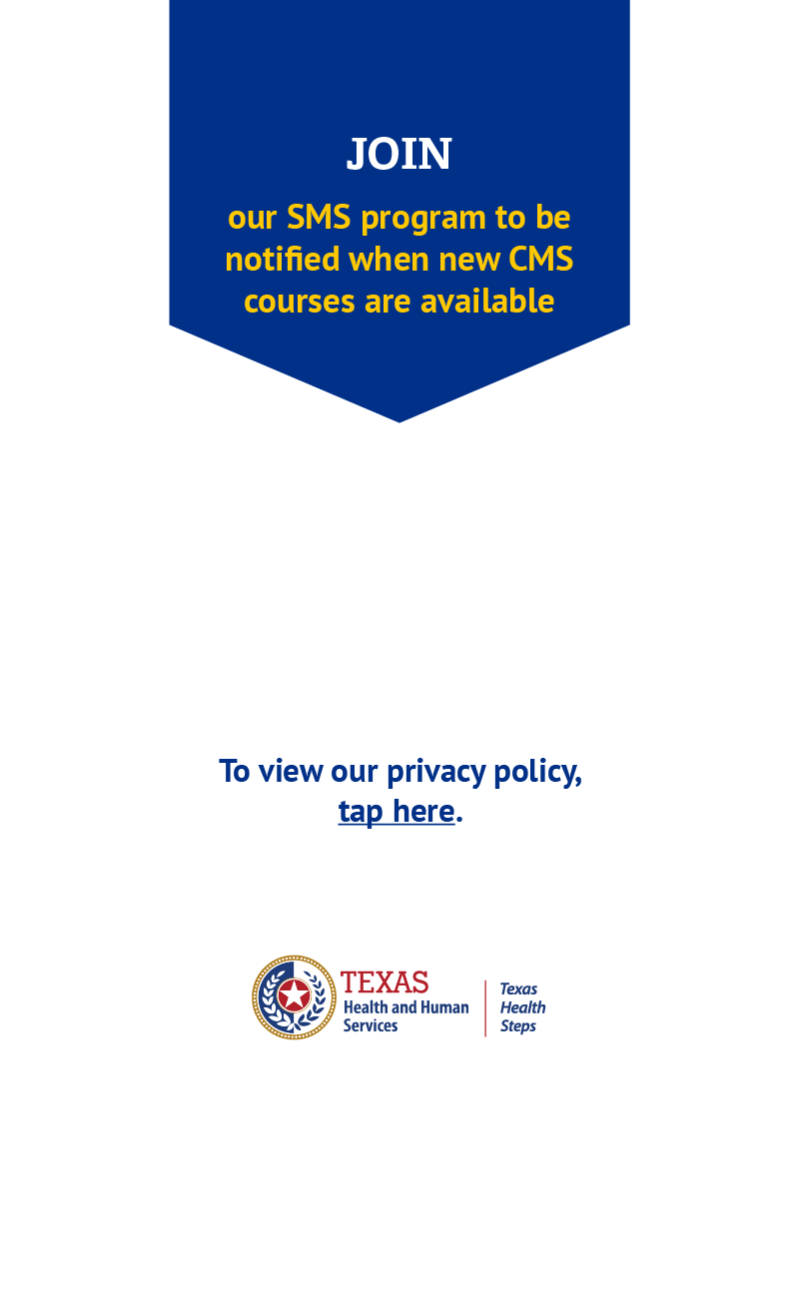 JOIN
our SMS program to be
notified when new CMS
courses are available
To view our privacy policy,
tap here.
TEXAS
Health and Human
Services
Texas
Health
Steps